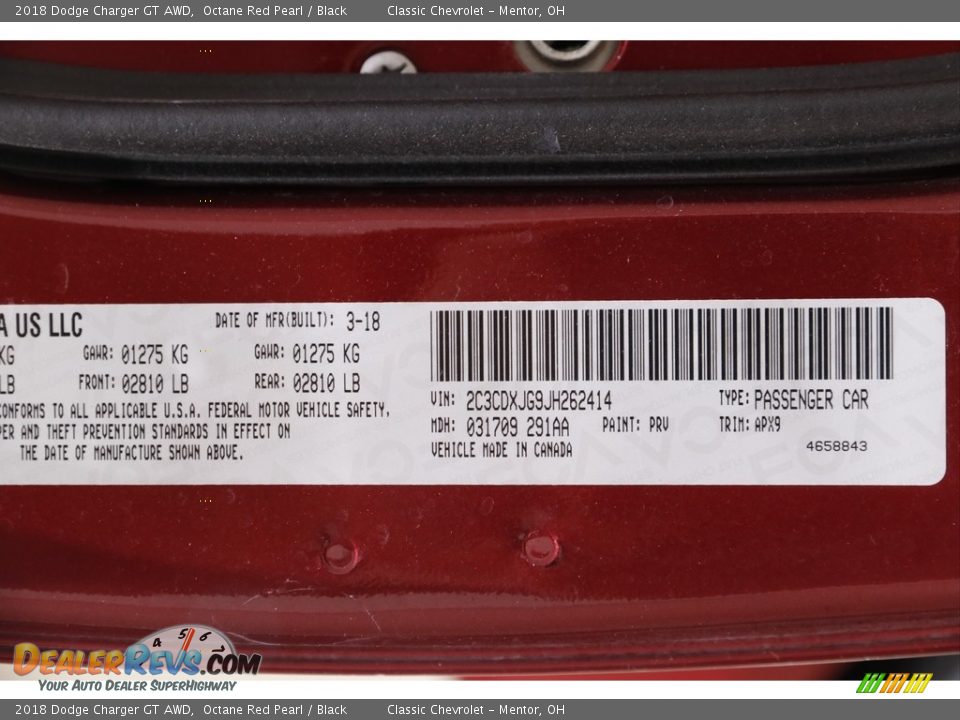 2018 Dodge Charger GT AWD, Octane Red Pearl / Black Classic Chevrolet – Mentor, OH
A US LLC
DATE OF MFR(BUILT): 3-18
KG GAWR: 01275 KG GAWR: 01275 KG
LB FRONT: 02810 LB REAR: 02810 LB
CONFORMS TO ALL APPLICABLE U.S.A. FEDERAL MOTOR VEHICLE SAFETY,
PER AND THEFT PREVENTION STANDARDS IN EFFECT ON
THE DATE OF MANUFACTURE SHOWN ABOVE.
VIN: 2C3CDXJG9JH262414 TYPE: PASSENGER CAR
MDH: 031709 291AA PAINT: PRV TRIM: APX9
VEHICLE MADE IN CANADA
4658843
4 5 6
DEALERREVS.COM
YOUR AUTO DEALER SUPERHIGHWAY
2018 Dodge Charger GT AWD, Octane Red Pearl / Black Classic Chevrolet – Mentor, OH